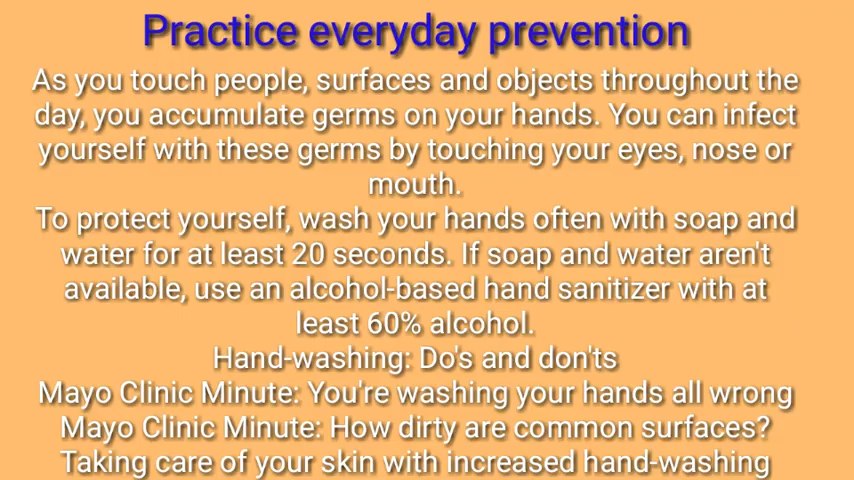 Practice everyday prevention
As you touch people, surfaces and objects throughout the
day, you accumulate germs on your hands. You can infect
yourself with these germs by touching your eyes, nose or
mouth.
To protect yourself, wash your hands often with soap and
water for at least 20 seconds. If soap and water aren't
available, use an alcohol-based hand sanitizer with at
least 60% alcohol.
Hand-washing: Do's and don'ts
Mayo Clinic Minute: You're washing your hands all wrong
Mayo Clinic Minute: How dirty are common surfaces?
Taking care of your skin with increased hand-washing